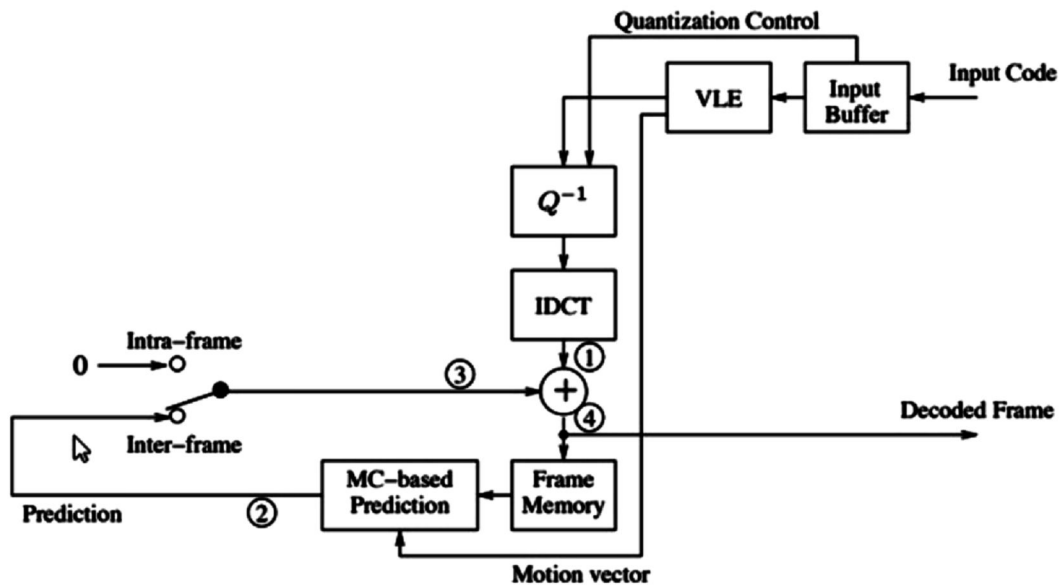 Quantization Control
Input Code
VLE
Input
Buffer
Q⁻¹
IDCT
Intra-frame
0
①
③
+
④
Decoded Frame
Inter-frame
MC-based
Prediction
Frame
Memory
Prediction
②
Motion vector